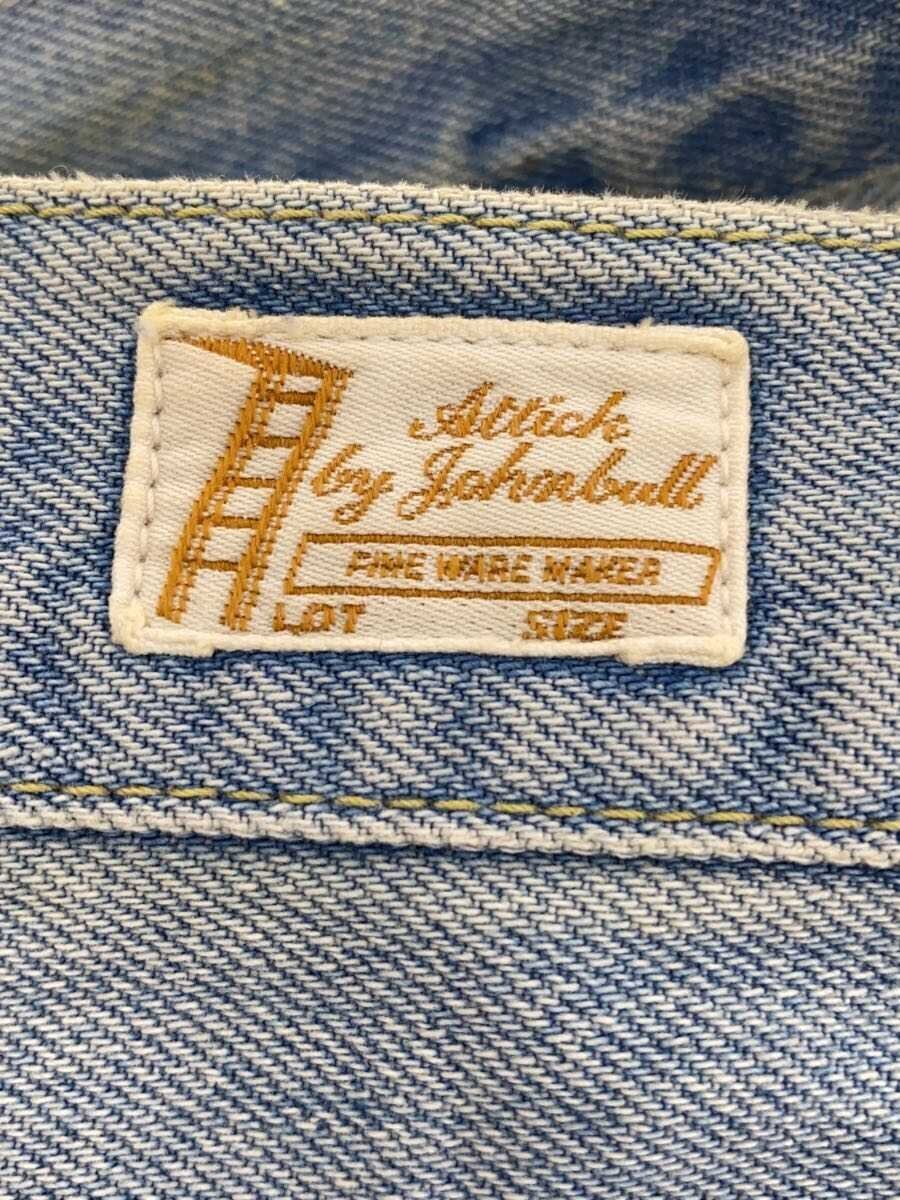 Attick
by Johnbull
FINE WARE MAKER
LOT SIZE